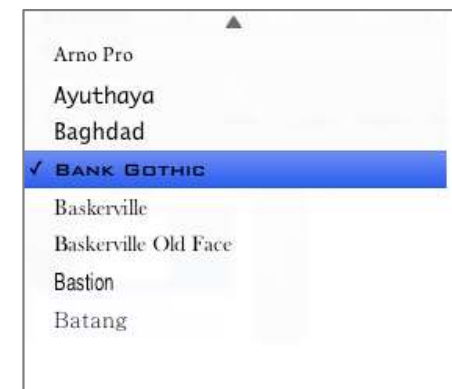 Arno Pro
Ayuthaya
Baghdad
✓ BANK GOTHIC
Baskerville
Baskerville Old Face
Bastion
Batang